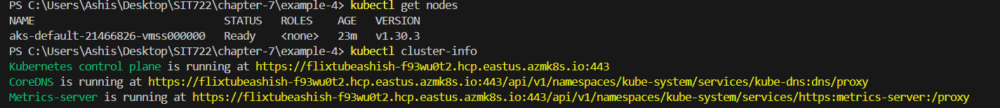 PS C:\Users\Ashis\Desktop\SIT722\chapter-7\example-4> kubectl get nodes
NAME                              STATUS   ROLES    AGE   VERSION
aks-default-21466826-vmss000000   Ready    <none>   23m   v1.30.3
PS C:\Users\Ashis\Desktop\SIT722\chapter-7\example-4> kubectl cluster-info
Kubernetes control plane is running at https://flixtubeashish-f93wu0t2.hcp.eastus.azmk8s.io:443
CoreDNS is running at https://flixtubeashish-f93wu0t2.hcp.eastus.azmk8s.io:443/api/v1/namespaces/kube-system/services/kube-dns:dns/proxy
Metrics-server is running at https://flixtubeashish-f93wu0t2.hcp.eastus.azmk8s.io:443/api/v1/namespaces/kube-system/services/https:metrics-server:/proxy